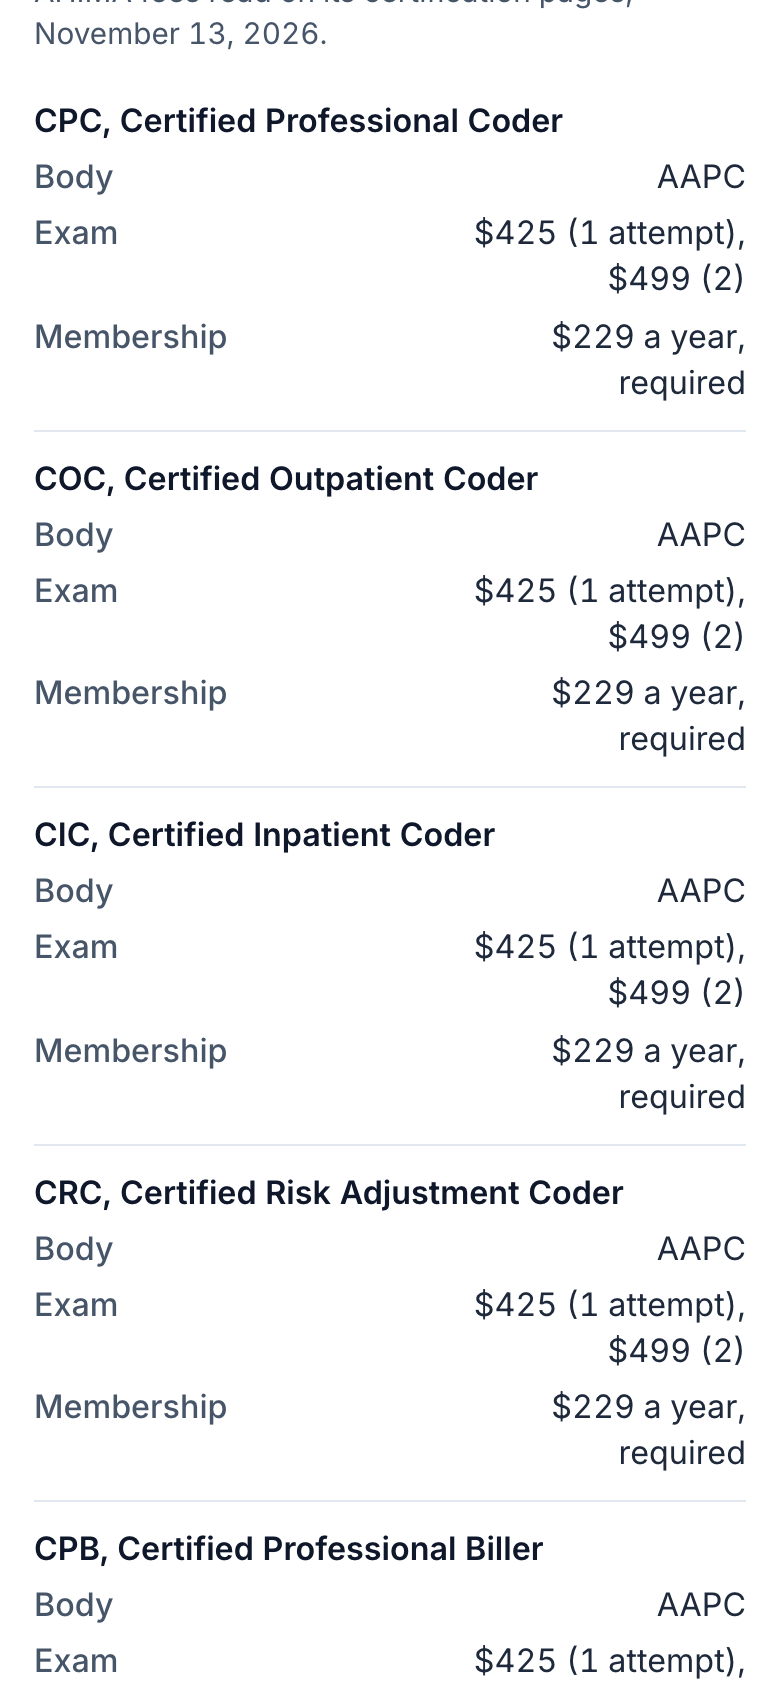 November 13, 2026.
CPC, Certified Professional Coder
Body AAPC
Exam $425 (1 attempt),
$499 (2)
Membership $229 a year,
required
COC, Certified Outpatient Coder
Body AAPC
Exam $425 (1 attempt),
$499 (2)
Membership $229 a year,
required
CIC, Certified Inpatient Coder
Body AAPC
Exam $425 (1 attempt),
$499 (2)
Membership $229 a year,
required
CRC, Certified Risk Adjustment Coder
Body AAPC
Exam $425 (1 attempt),
$499 (2)
Membership $229 a year,
required
CPB, Certified Professional Biller
Body AAPC
Exam $425 (1 attempt),